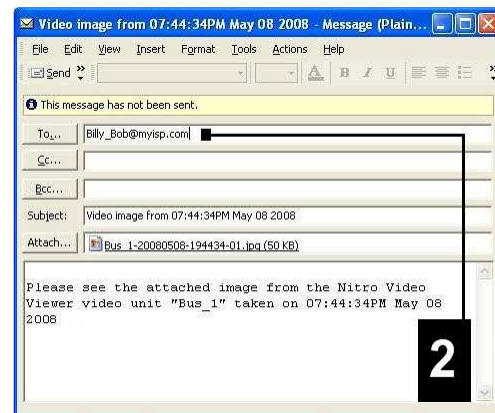 Video image from 07:44:34PM May 08 2008 - Message (Plain...
File Edit View Insert Format Tools Actions Help
Send A B I U
This message has not been sent.
To... Billy_Bob@myisp.com
Cc...
Bcc...
Subject: Video image from 07:44:34PM May 08 2008
Attach... Bus_1-20080508-194434-01.jpg (50 KB)
Please see the attached image from the Nitro Video
Viewer video unit "Bus_1" taken on 07:44:34PM May 08
2008
2